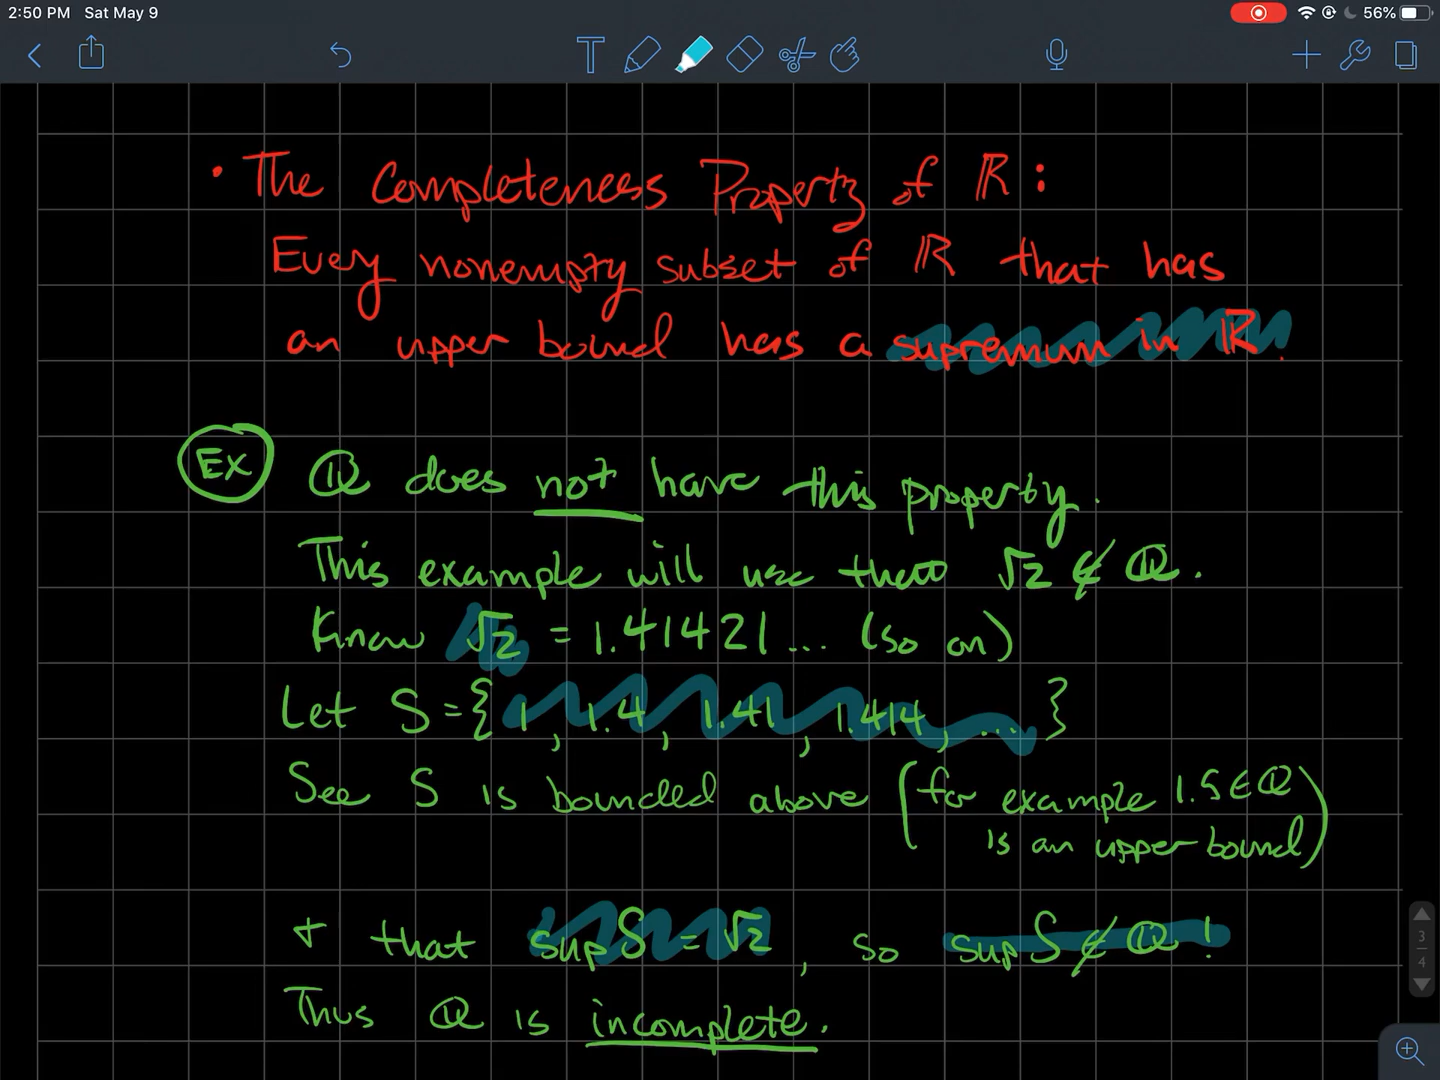 2:50 PM Sat May 9
56%
T
• The Completeness Property of ℝ:
Every nonempty subset of ℝ that has
an upper bound has a supremum in ℝ.
Ex
ℚ does not have this property.
This example will use that √2 ∉ ℚ.
Know √2 = 1.41421... (so on)
Let S = { 1, 1.4, 1.41, 1.414, ... }
See S is bounded above (for example 1.5 ∈ ℚ
is an upper bound)
+ that sup S = √2, so sup S ∉ ℚ!
Thus ℚ is incomplete.
3
4